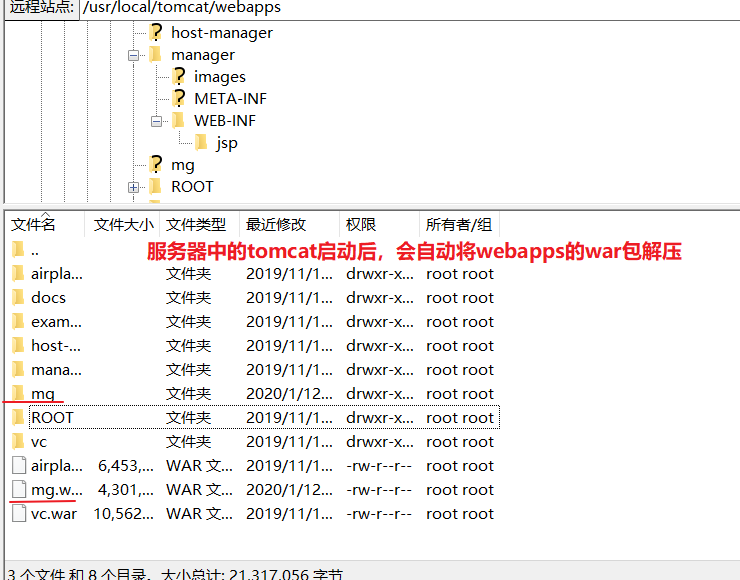 远程站点: /usr/local/tomcat/webapps
host-manager
manager
images
META-INF
WEB-INF
jsp
mg
ROOT
文件名 文件大小 文件类型 最近修改 权限 所有者/组
..
服务器中的tomcat启动后，会自动将webapps的war包解压
airpla... 文件夹 2019/11/1... drwxr-x... root root
docs 文件夹 2019/11/1... drwxr-x... root root
exam... 文件夹 2019/11/1... drwxr-x... root root
host-... 文件夹 2019/11/1... drwxr-x... root root
mana... 文件夹 2019/11/1... drwxr-x... root root
mg 文件夹 2020/1/12... drwxr-x... root root
ROOT 文件夹 2019/11/1... drwxr-x... root root
vc 文件夹 2019/11/1... drwxr-x... root root
airpla... 6,453,... WAR 文... 2019/11/1... -rw-r--r-- root root
mg.w... 4,301,... WAR 文... 2020/1/12... -rw-r--r-- root root
vc.war 10,562... WAR 文... 2019/11/1... -rw-r--r-- root root
3 个文件 和 8 个目录。大小总计: 21,317,056 字节